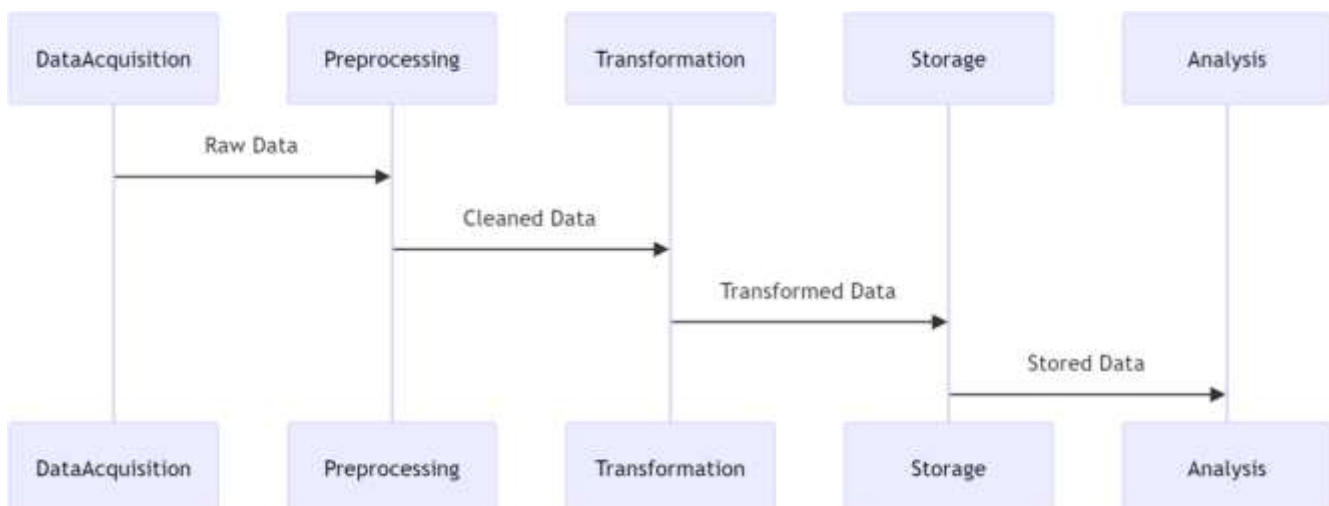 DataAcquisition Preprocessing Transformation Storage Analysis
Raw Data
Cleaned Data
Transformed Data
Stored Data
DataAcquisition Preprocessing Transformation Storage Analysis